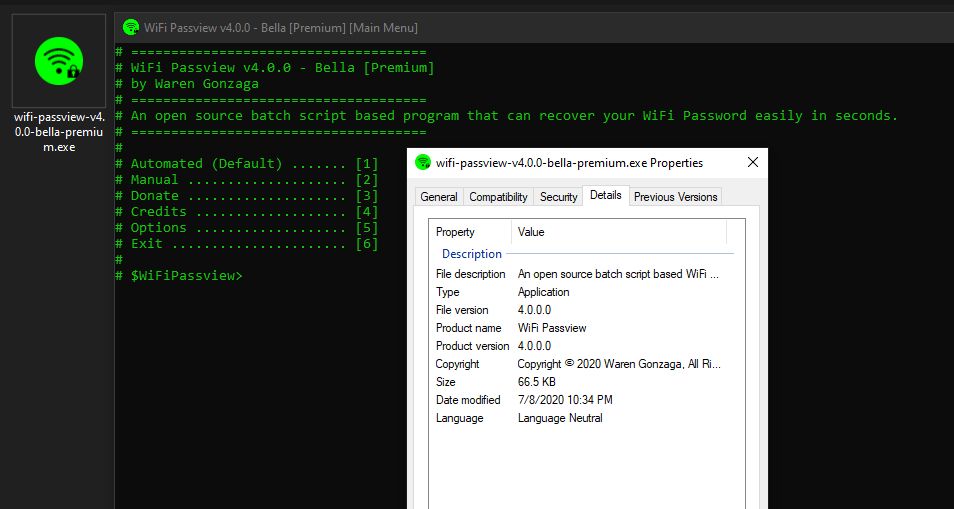 WiFi Passview v4.0.0 - Bella [Premium] [Main Menu]
wifi-passview-v4.
0.0-bella-premiu
m.exe
# =====================================
# WiFi Passview v4.0.0 - Bella [Premium]
# by Waren Gonzaga
# =====================================
# An open source batch script based program that can recover your WiFi Password easily in seconds.
# =====================================
#
# Automated (Default) ....... [1]
# Manual .................... [2]
# Donate .................... [3]
# Credits ................... [4]
# Options ................... [5]
# Exit ...................... [6]
#
# $WiFiPassview>
wifi-passview-v4.0.0-bella-premium.exe Properties
General Compatibility Security Details Previous Versions
Property Value
Description
File description An open source batch script based WiFi ...
Type Application
File version 4.0.0.0
Product name WiFi Passview
Product version 4.0.0.0
Copyright Copyright © 2020 Waren Gonzaga, All Ri...
Size 66.5 KB
Date modified 7/8/2020 10:34 PM
Language Language Neutral